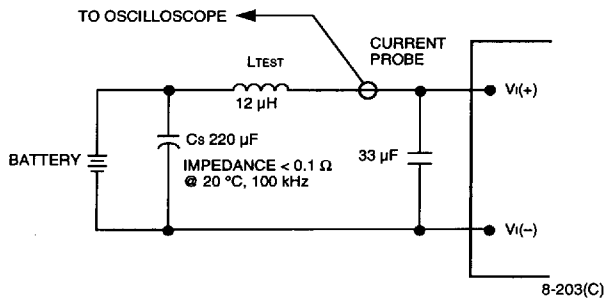 TO OSCILLOSCOPE
CURRENT
PROBE
LTEST
12 µH
VI(+)
CS 220 µF
BATTERY
IMPEDANCE < 0.1 Ω
@ 20 °C, 100 kHz
33 µF
VI(–)
8-203(C)